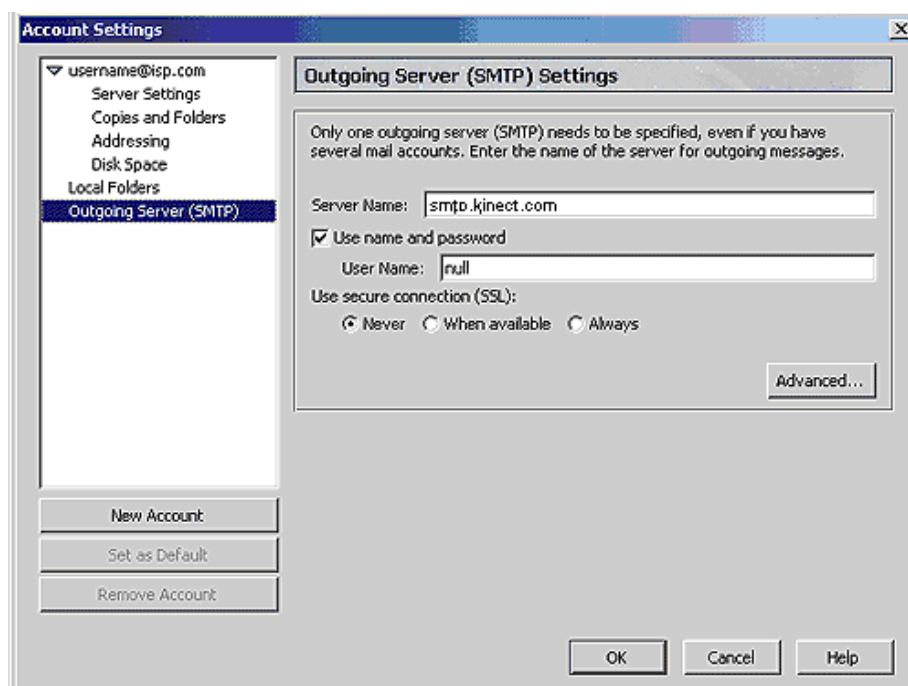 Account Settings
username@isp.com
Server Settings
Copies and Folders
Addressing
Disk Space
Local Folders
Outgoing Server (SMTP)
New Account
Set as Default
Remove Account
Outgoing Server (SMTP) Settings
Only one outgoing server (SMTP) needs to be specified, even if you have
several mail accounts. Enter the name of the server for outgoing messages.
Server Name: smtp.kinect.com
Use name and password
User Name: null
Use secure connection (SSL):
Never When available Always
Advanced...
OK Cancel Help